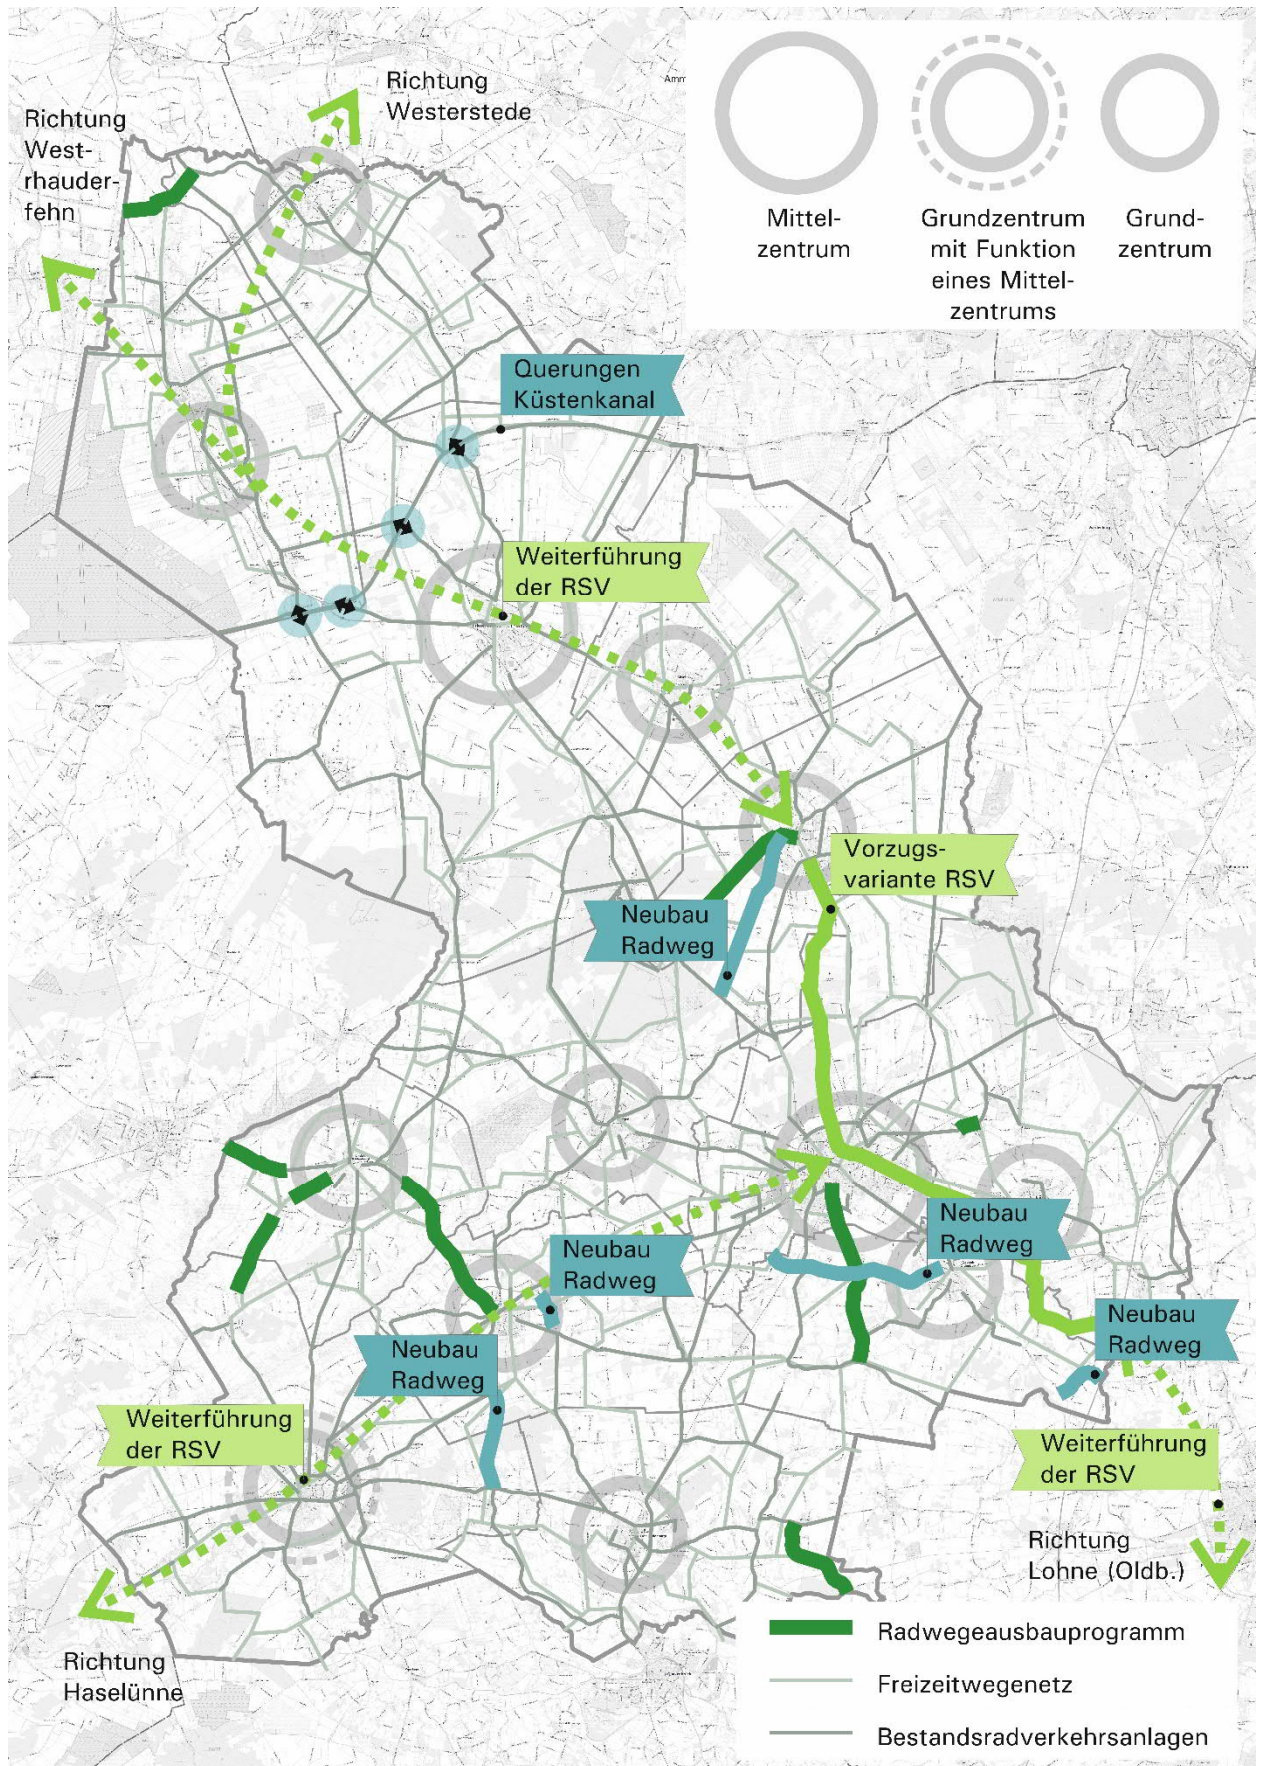 Richtung
Westerstede
Richtung
West-
rhauder-
fehn
Mittel-
zentrum
Grundzentrum
mit Funktion
eines Mittel-
zentrums
Grund-
zentrum
Querungen
Küstenkanal
Weiterführung
der RSV
Vorzugs-
variante RSV
Neubau
Radweg
Neubau
Radweg
Neubau
Radweg
Neubau
Radweg
Neubau
Radweg
Weiterführung
der RSV
Weiterführung
der RSV
Richtung
Lohne (Oldb.)
Richtung
Haselünne
Radwegeausbauprogramm
Freizeitwegenetz
Bestandsradverkehrsanlagen